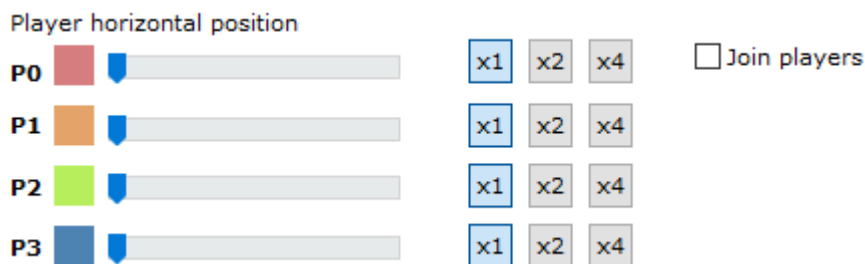 Player horizontal position
P0 x1 x2 x4 Join players
P1 x1 x2 x4
P2 x1 x2 x4
P3 x1 x2 x4